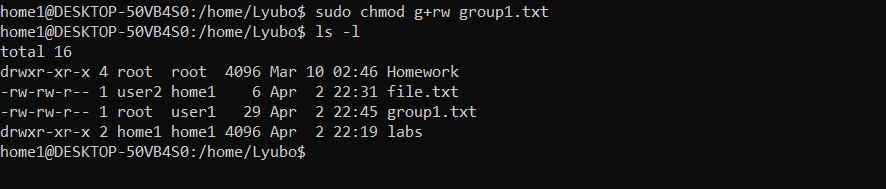 home1@DESKTOP-50VB4S0:/home/Lyubo$ sudo chmod g+rw group1.txt
home1@DESKTOP-50VB4S0:/home/Lyubo$ ls -l
total 16
drwxr-xr-x 4 root  root  4096 Mar 10 02:46 Homework
-rw-rw-r-- 1 user2 home1    6 Apr  2 22:31 file.txt
-rw-rw-r-- 1 root  user1   29 Apr  2 22:45 group1.txt
drwxr-xr-x 2 home1 home1 4096 Apr  2 22:19 labs
home1@DESKTOP-50VB4S0:/home/Lyubo$